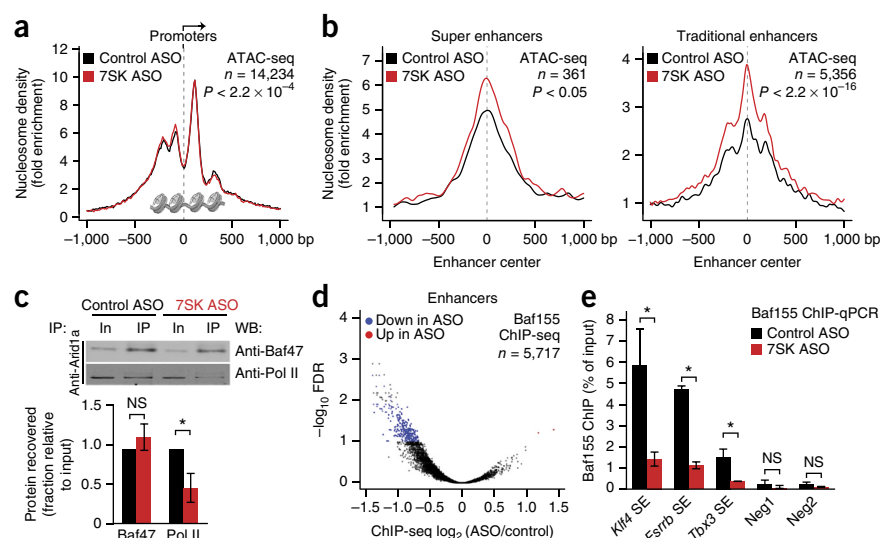 a
Promoters
Control ASO
7SK ASO
ATAC-seq
n = 14,234
P < 2.2 × 10⁻⁴
Nucleosome density
(fold enrichment)
12
10
8
6
4
2
0
−1,000 −500 0 500 1,000 bp
b
Super enhancers
Control ASO
7SK ASO
ATAC-seq
n = 361
P < 0.05
Nucleosome density
(fold enrichment)
7
6
5
4
3
2
1
−1,000 −500 0 500 1,000 bp
Enhancer center
Traditional enhancers
Control ASO
7SK ASO
ATAC-seq
n = 5,356
P < 2.2 × 10⁻¹⁶
4
3
2
1
−1,000 −500 0 500 1,000 bp
Enhancer center
c
Control ASO 7SK ASO
IP: In IP In IP WB:
Anti-Arid1a
Anti-Baf47
Anti-Pol II
Protein recovered
(fraction relative
to input)
1.5
1.0
0.5
0
NS
*
Baf47 Pol II
d
Enhancers
Down in ASO
Up in ASO
Baf155
ChIP-seq
n = 5,717
−log₁₀ FDR
4
3
2
1
0
−1.5 −1.0 −0.5 0 0.5 1.0 1.5
ChIP-seq log₂ (ASO/control)
e
Baf155 ChIP-qPCR
Control ASO
7SK ASO
Baf155 ChIP (% of input)
8
7
6
5
4
3
2
1
0
*
*
*
NS
NS
Klf4 SE
Esrrb SE
Tbx3 SE
Neg1
Neg2